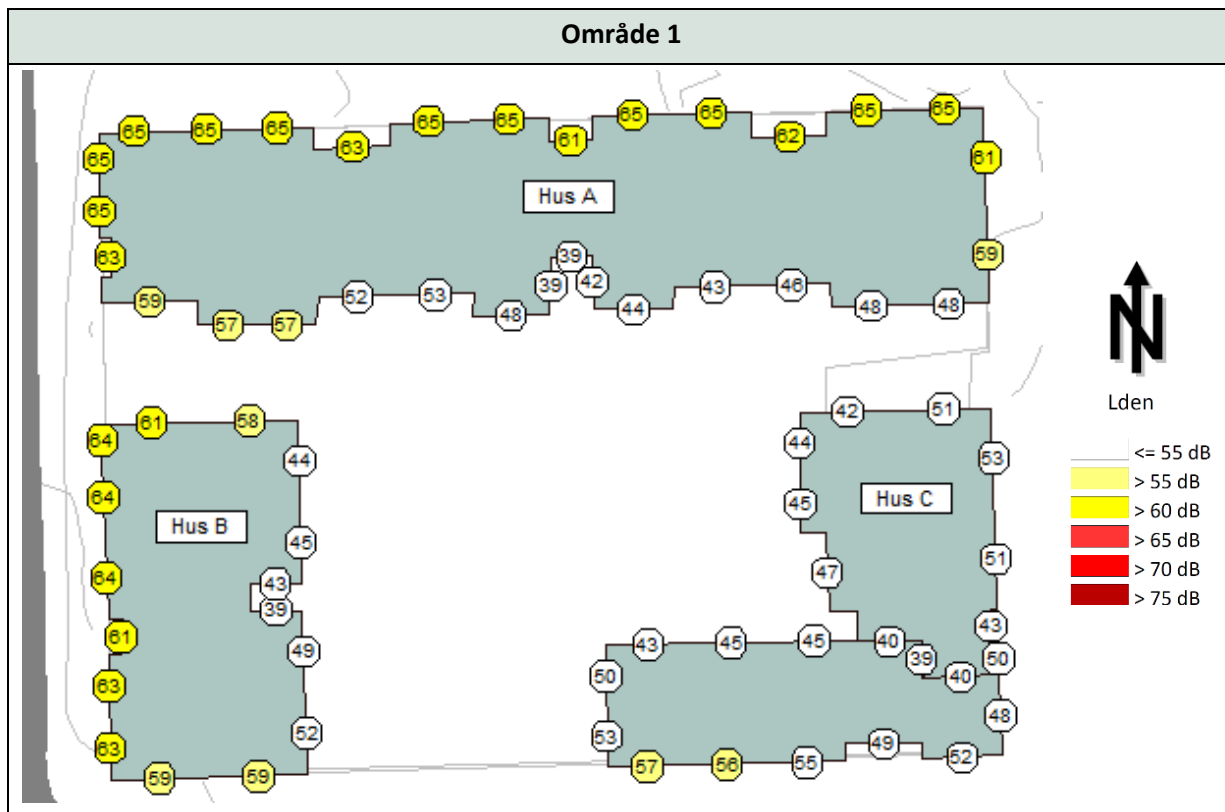 Område 1
65 65 65 63 65 65 61 65 65 62 65 65
65 61
65
Hus A
63 39 59
59 52 53 39 42 43 46
57 57 48 44 48 48
N
Lden
<= 55 dB
> 55 dB
> 60 dB
> 65 dB
> 70 dB
> 75 dB
61 58
64 44
64
Hus B
45
64 43
39
61 49
63
63 52
59 59
42 51
44 53
Hus C
45
47 51
43
43 45 45 40 39 50
50 40
48
53 49
57 56 55 52